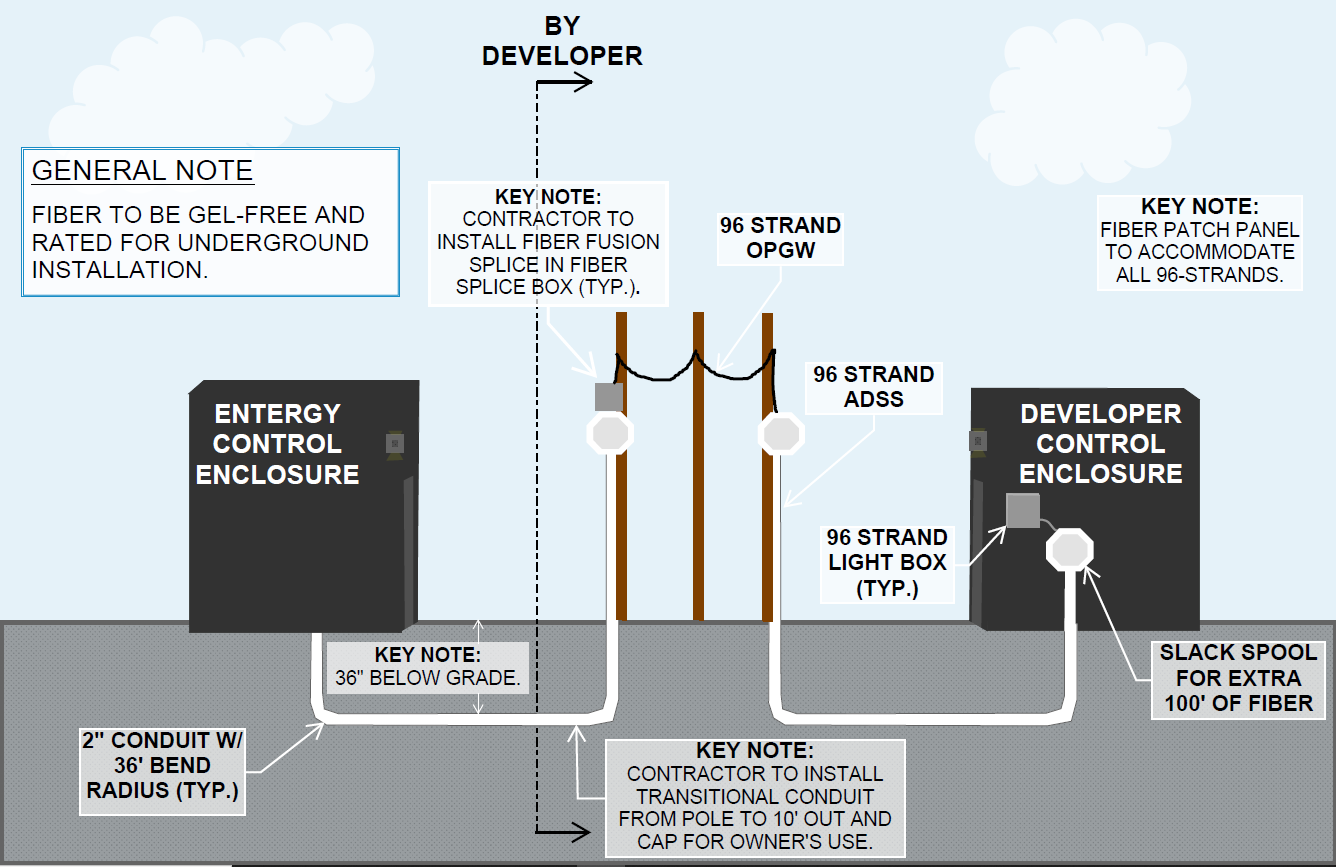 BY
DEVELOPER
GENERAL NOTE
FIBER TO BE GEL-FREE AND
RATED FOR UNDERGROUND
INSTALLATION.
KEY NOTE:
CONTRACTOR TO
INSTALL FIBER FUSION
SPLICE IN FIBER
SPLICE BOX (TYP.).
96 STRAND
OPGW
KEY NOTE:
FIBER PATCH PANEL
TO ACCOMMODATE
ALL 96-STRANDS.
96 STRAND
ADSS
ENTERGY
CONTROL
ENCLOSURE
DEVELOPER
CONTROL
ENCLOSURE
96 STRAND
LIGHT BOX
(TYP.)
KEY NOTE:
36" BELOW GRADE.
SLACK SPOOL
FOR EXTRA
100' OF FIBER
2" CONDUIT W/
36' BEND
RADIUS (TYP.)
KEY NOTE:
CONTRACTOR TO INSTALL
TRANSITIONAL CONDUIT
FROM POLE TO 10' OUT AND
CAP FOR OWNER'S USE.